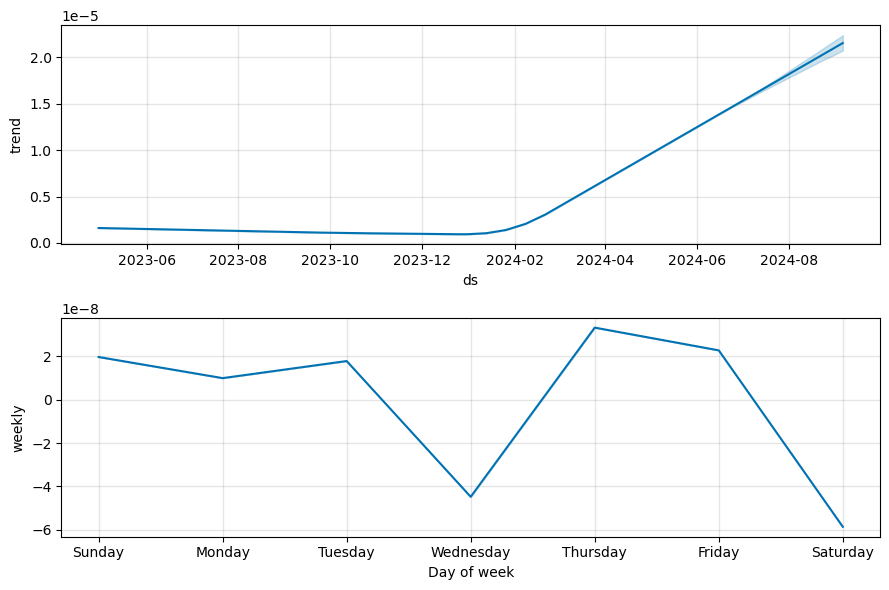 1e−5
2.0
1.5
1.0
0.5
0.0
trend
2023-06 2023-08 2023-10 2023-12 2024-02 2024-04 2024-06 2024-08
ds
1e−8
2
0
−2
−4
−6
weekly
Sunday Monday Tuesday Wednesday Thursday Friday Saturday
Day of week